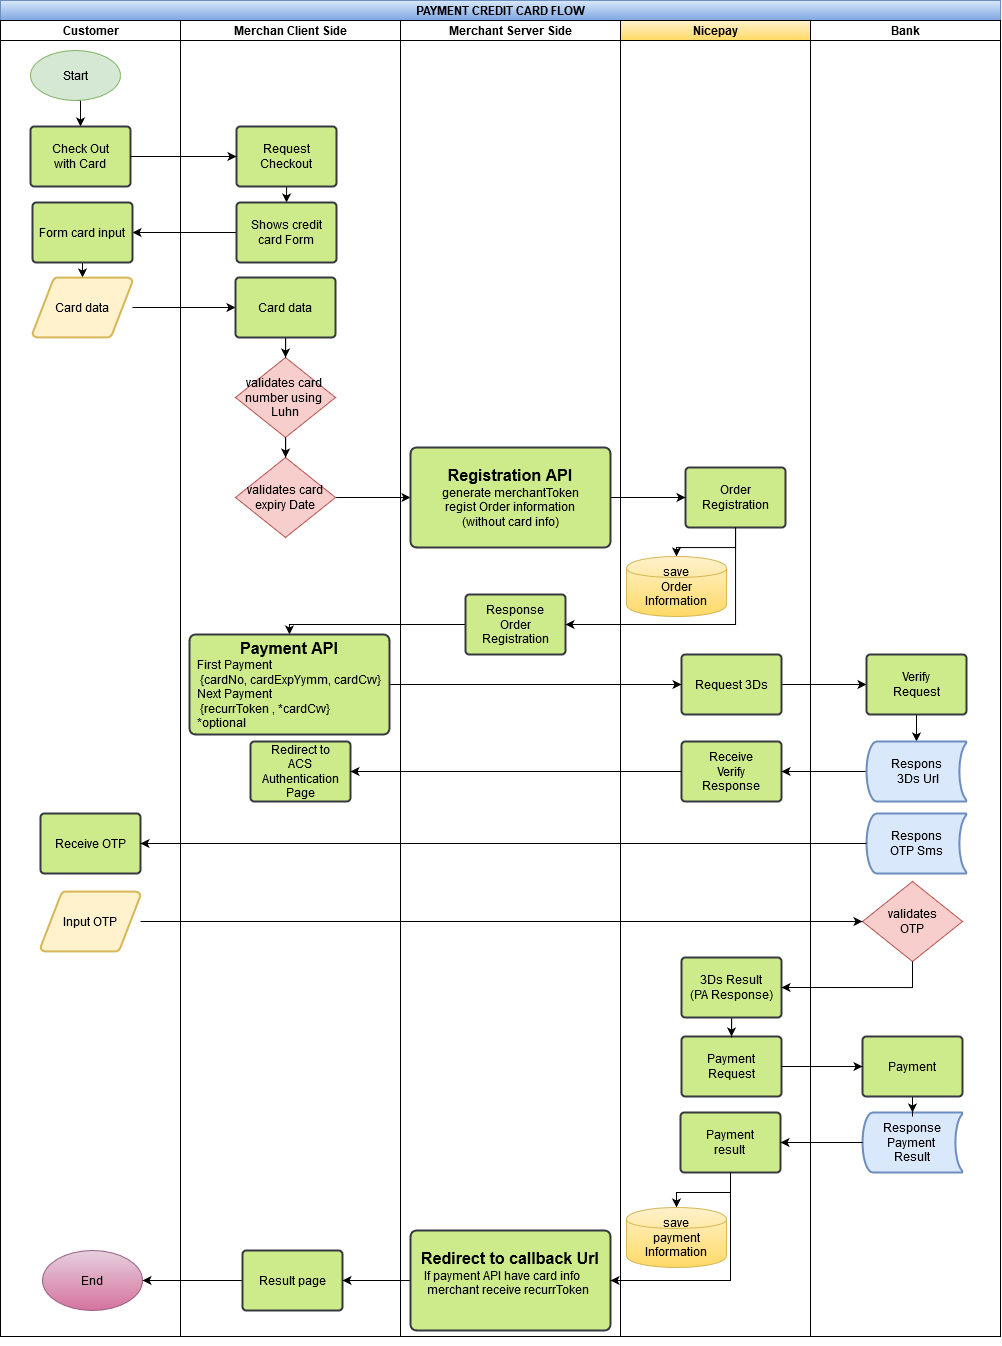 PAYMENT CREDIT CARD FLOW
Customer
Merchan Client Side
Merchant Server Side
Nicepay
Bank
Start
Check Out
with Card
Request
Checkout
Form card input
Shows credit
card Form
Card data
Card data
validates card
number using
Luhn
validates card
expiry Date
Registration API
generate merchantToken
regist Order information
(without card info)
Order
Registration
save
Order
Information
Response
Order
Registration
Payment API
First Payment
{cardNo, cardExpYymm, cardCvv}
Next Payment
{recurrToken , *cardCvv}
*optional
Request 3Ds
Verify
Request
Redirect to
ACS
Authentication
Page
Receive
Verify
Response
Respons
3Ds Url
Receive OTP
Respons
OTP Sms
Input OTP
validates
OTP
3Ds Result
(PA Response)
Payment
Request
Payment
Payment
result
Response
Payment
Result
save
payment
Information
Redirect to callback Url
If payment API have card info
merchant receive recurrToken
Result page
End